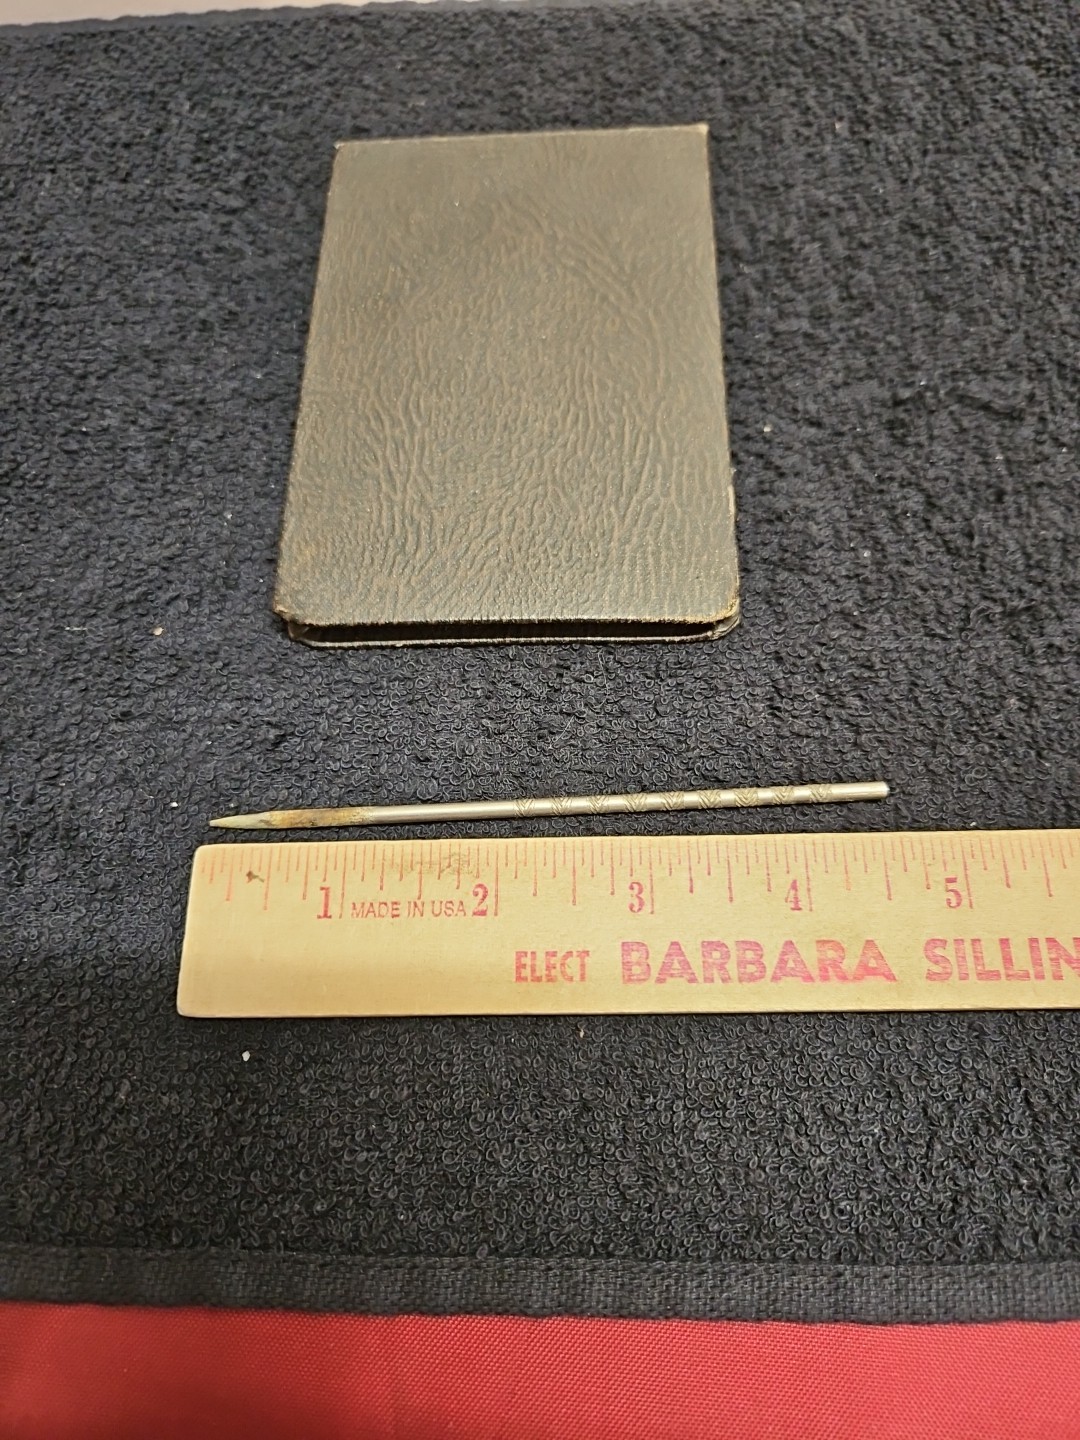 1 MADE IN USA 2 3 4 5
ELECT BARBARA SILLIN